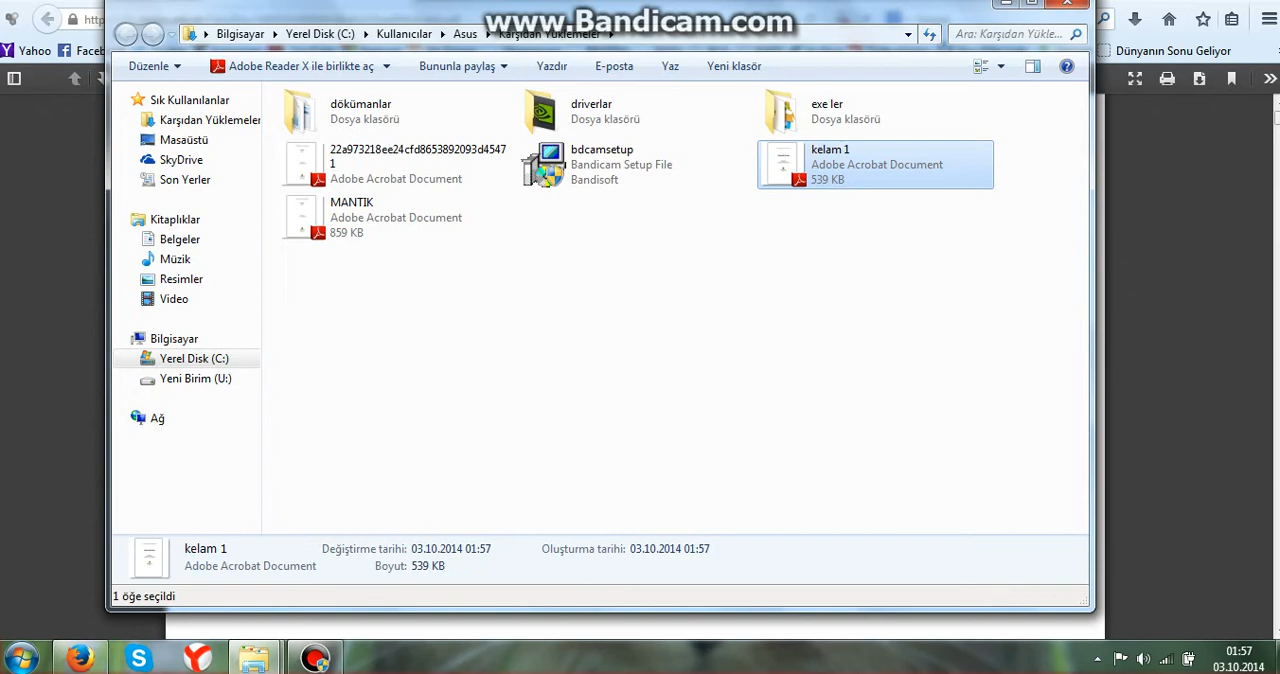 www.Bandicam.com
http
Bilgisayar Yerel Disk (C:) Kullanıcılar Asus Karşıdan Yüklemeler
Ara: Karşıdan Yükle...
Yahoo
Faceb
Dünyanın Sonu Geliyor
Düzenle
Adobe Reader X ile birlikte aç
Bununla paylaş
Yazdır
E-posta
Yaz
Yeni klasör
Sık Kullanılanlar
Karşıdan Yüklemeler
Masaüstü
SkyDrive
Son Yerler
Kitaplıklar
Belgeler
Müzik
Resimler
Video
Bilgisayar
Yerel Disk (C:)
Yeni Birim (U:)
Ağ
dökümanlar
Dosya klasörü
driverlar
Dosya klasörü
exe ler
Dosya klasörü
22a973218ee24cfd8653892093d4547
1
Adobe Acrobat Document
bdcamsetup
Bandicam Setup File
Bandisoft
kelam 1
Adobe Acrobat Document
539 KB
MANTIK
Adobe Acrobat Document
859 KB
kelam 1
Adobe Acrobat Document
Değiştirme tarihi: 03.10.2014 01:57
Boyut: 539 KB
Oluşturma tarihi: 03.10.2014 01:57
1 öğe seçildi
01:57
03.10.2014